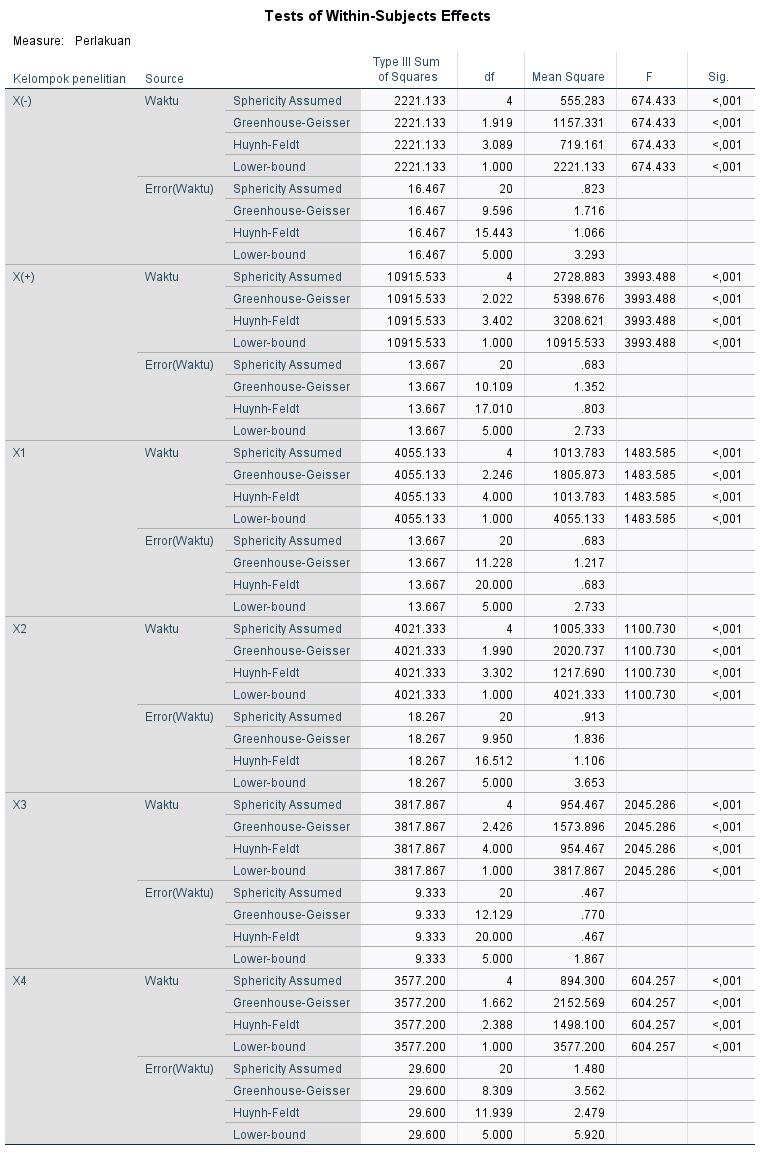 Tests of Within-Subjects Effects
Measure: Perlakuan
Kelompok penelitian Source Type III Sum of Squares df Mean Square F Sig.
X(-) Waktu Sphericity Assumed 2221.133 4 555.283 674.433 <,001
Greenhouse-Geisser 2221.133 1.919 1157.331 674.433 <,001
Huynh-Feldt 2221.133 3.089 719.161 674.433 <,001
Lower-bound 2221.133 1.000 2221.133 674.433 <,001
Error(Waktu) Sphericity Assumed 16.467 20 .823
Greenhouse-Geisser 16.467 9.596 1.716
Huynh-Feldt 16.467 15.443 1.066
Lower-bound 16.467 5.000 3.293
X(+) Waktu Sphericity Assumed 10915.533 4 2728.883 3993.488 <,001
Greenhouse-Geisser 10915.533 2.022 5398.676 3993.488 <,001
Huynh-Feldt 10915.533 3.402 3208.621 3993.488 <,001
Lower-bound 10915.533 1.000 10915.533 3993.488 <,001
Error(Waktu) Sphericity Assumed 13.667 20 .683
Greenhouse-Geisser 13.667 10.109 1.352
Huynh-Feldt 13.667 17.010 .803
Lower-bound 13.667 5.000 2.733
X1 Waktu Sphericity Assumed 4055.133 4 1013.783 1483.585 <,001
Greenhouse-Geisser 4055.133 2.246 1805.873 1483.585 <,001
Huynh-Feldt 4055.133 4.000 1013.783 1483.585 <,001
Lower-bound 4055.133 1.000 4055.133 1483.585 <,001
Error(Waktu) Sphericity Assumed 13.667 20 .683
Greenhouse-Geisser 13.667 11.228 1.217
Huynh-Feldt 13.667 20.000 .683
Lower-bound 13.667 5.000 2.733
X2 Waktu Sphericity Assumed 4021.333 4 1005.333 1100.730 <,001
Greenhouse-Geisser 4021.333 1.990 2020.737 1100.730 <,001
Huynh-Feldt 4021.333 3.302 1217.690 1100.730 <,001
Lower-bound 4021.333 1.000 4021.333 1100.730 <,001
Error(Waktu) Sphericity Assumed 18.267 20 .913
Greenhouse-Geisser 18.267 9.950 1.836
Huynh-Feldt 18.267 16.512 1.106
Lower-bound 18.267 5.000 3.653
X3 Waktu Sphericity Assumed 3817.867 4 954.467 2045.286 <,001
Greenhouse-Geisser 3817.867 2.426 1573.896 2045.286 <,001
Huynh-Feldt 3817.867 4.000 954.467 2045.286 <,001
Lower-bound 3817.867 1.000 3817.867 2045.286 <,001
Error(Waktu) Sphericity Assumed 9.333 20 .467
Greenhouse-Geisser 9.333 12.129 .770
Huynh-Feldt 9.333 20.000 .467
Lower-bound 9.333 5.000 1.867
X4 Waktu Sphericity Assumed 3577.200 4 894.300 604.257 <,001
Greenhouse-Geisser 3577.200 1.662 2152.569 604.257 <,001
Huynh-Feldt 3577.200 2.388 1498.100 604.257 <,001
Lower-bound 3577.200 1.000 3577.200 604.257 <,001
Error(Waktu) Sphericity Assumed 29.600 20 1.480
Greenhouse-Geisser 29.600 8.309 3.562
Huynh-Feldt 29.600 11.939 2.479
Lower-bound 29.600 5.000 5.920